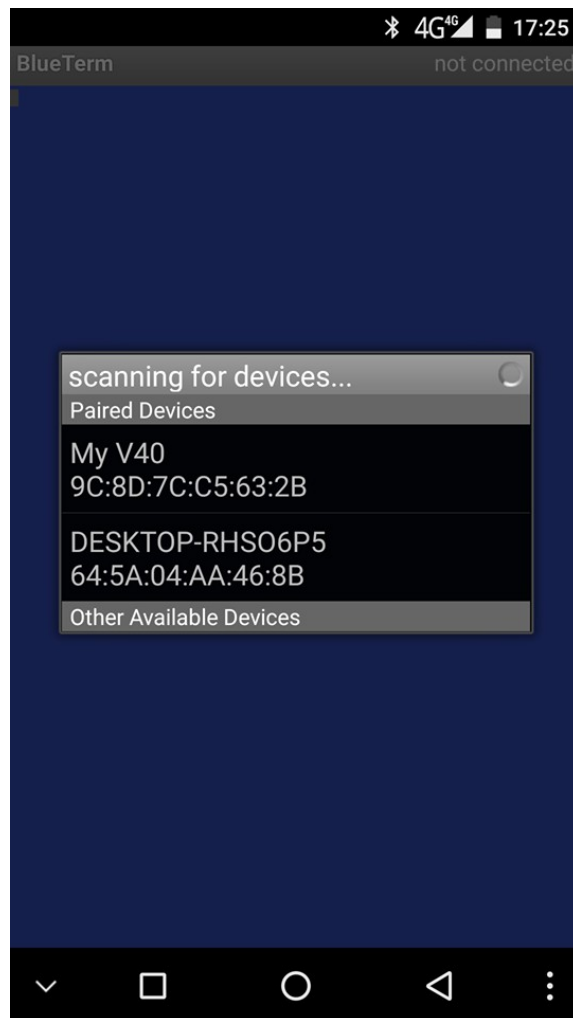 4G 4G 17:25
BlueTerm not connected
scanning for devices...
Paired Devices
My V40
9C:8D:7C:C5:63:2B
DESKTOP-RHSO6P5
64:5A:04:AA:46:8B
Other Available Devices